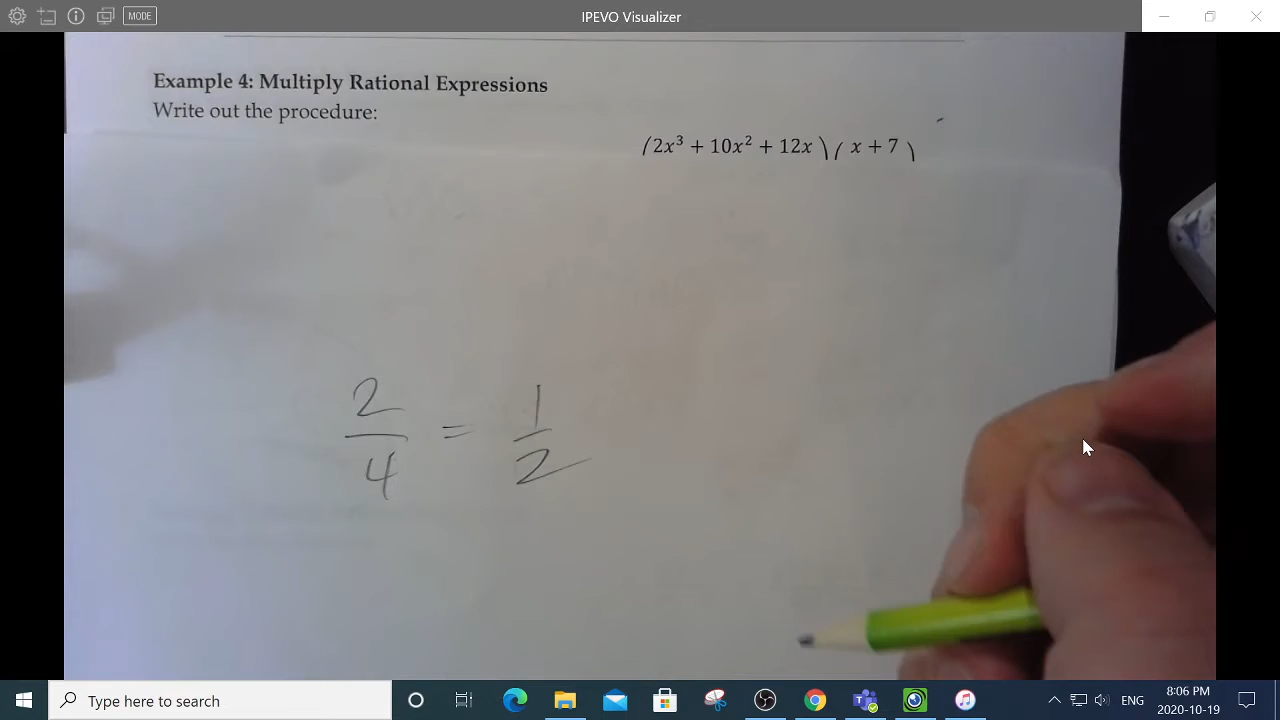 MODE
IPEVO Visualizer
Example 4: Multiply Rational Expressions
Write out the procedure:
(2x³ + 10x² + 12x)(x + 7)
2/4 = 1/2
Type here to search
ENG
8:06 PM
2020-10-19